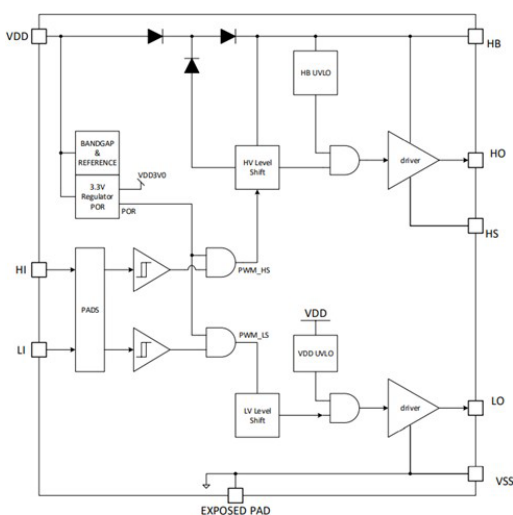 VDD
HB
HB UVLO
BANDGAP
&
REFERENCE
HV Level
Shift
driver
HO
3.3V
Regulator
POR
VDD3V0
POR
HS
HI
PWM_HS
PADS
LI
PWM_LS
VDD
VDD UVLO
LV Level
Shift
driver
LO
VSS
EXPOSED PAD